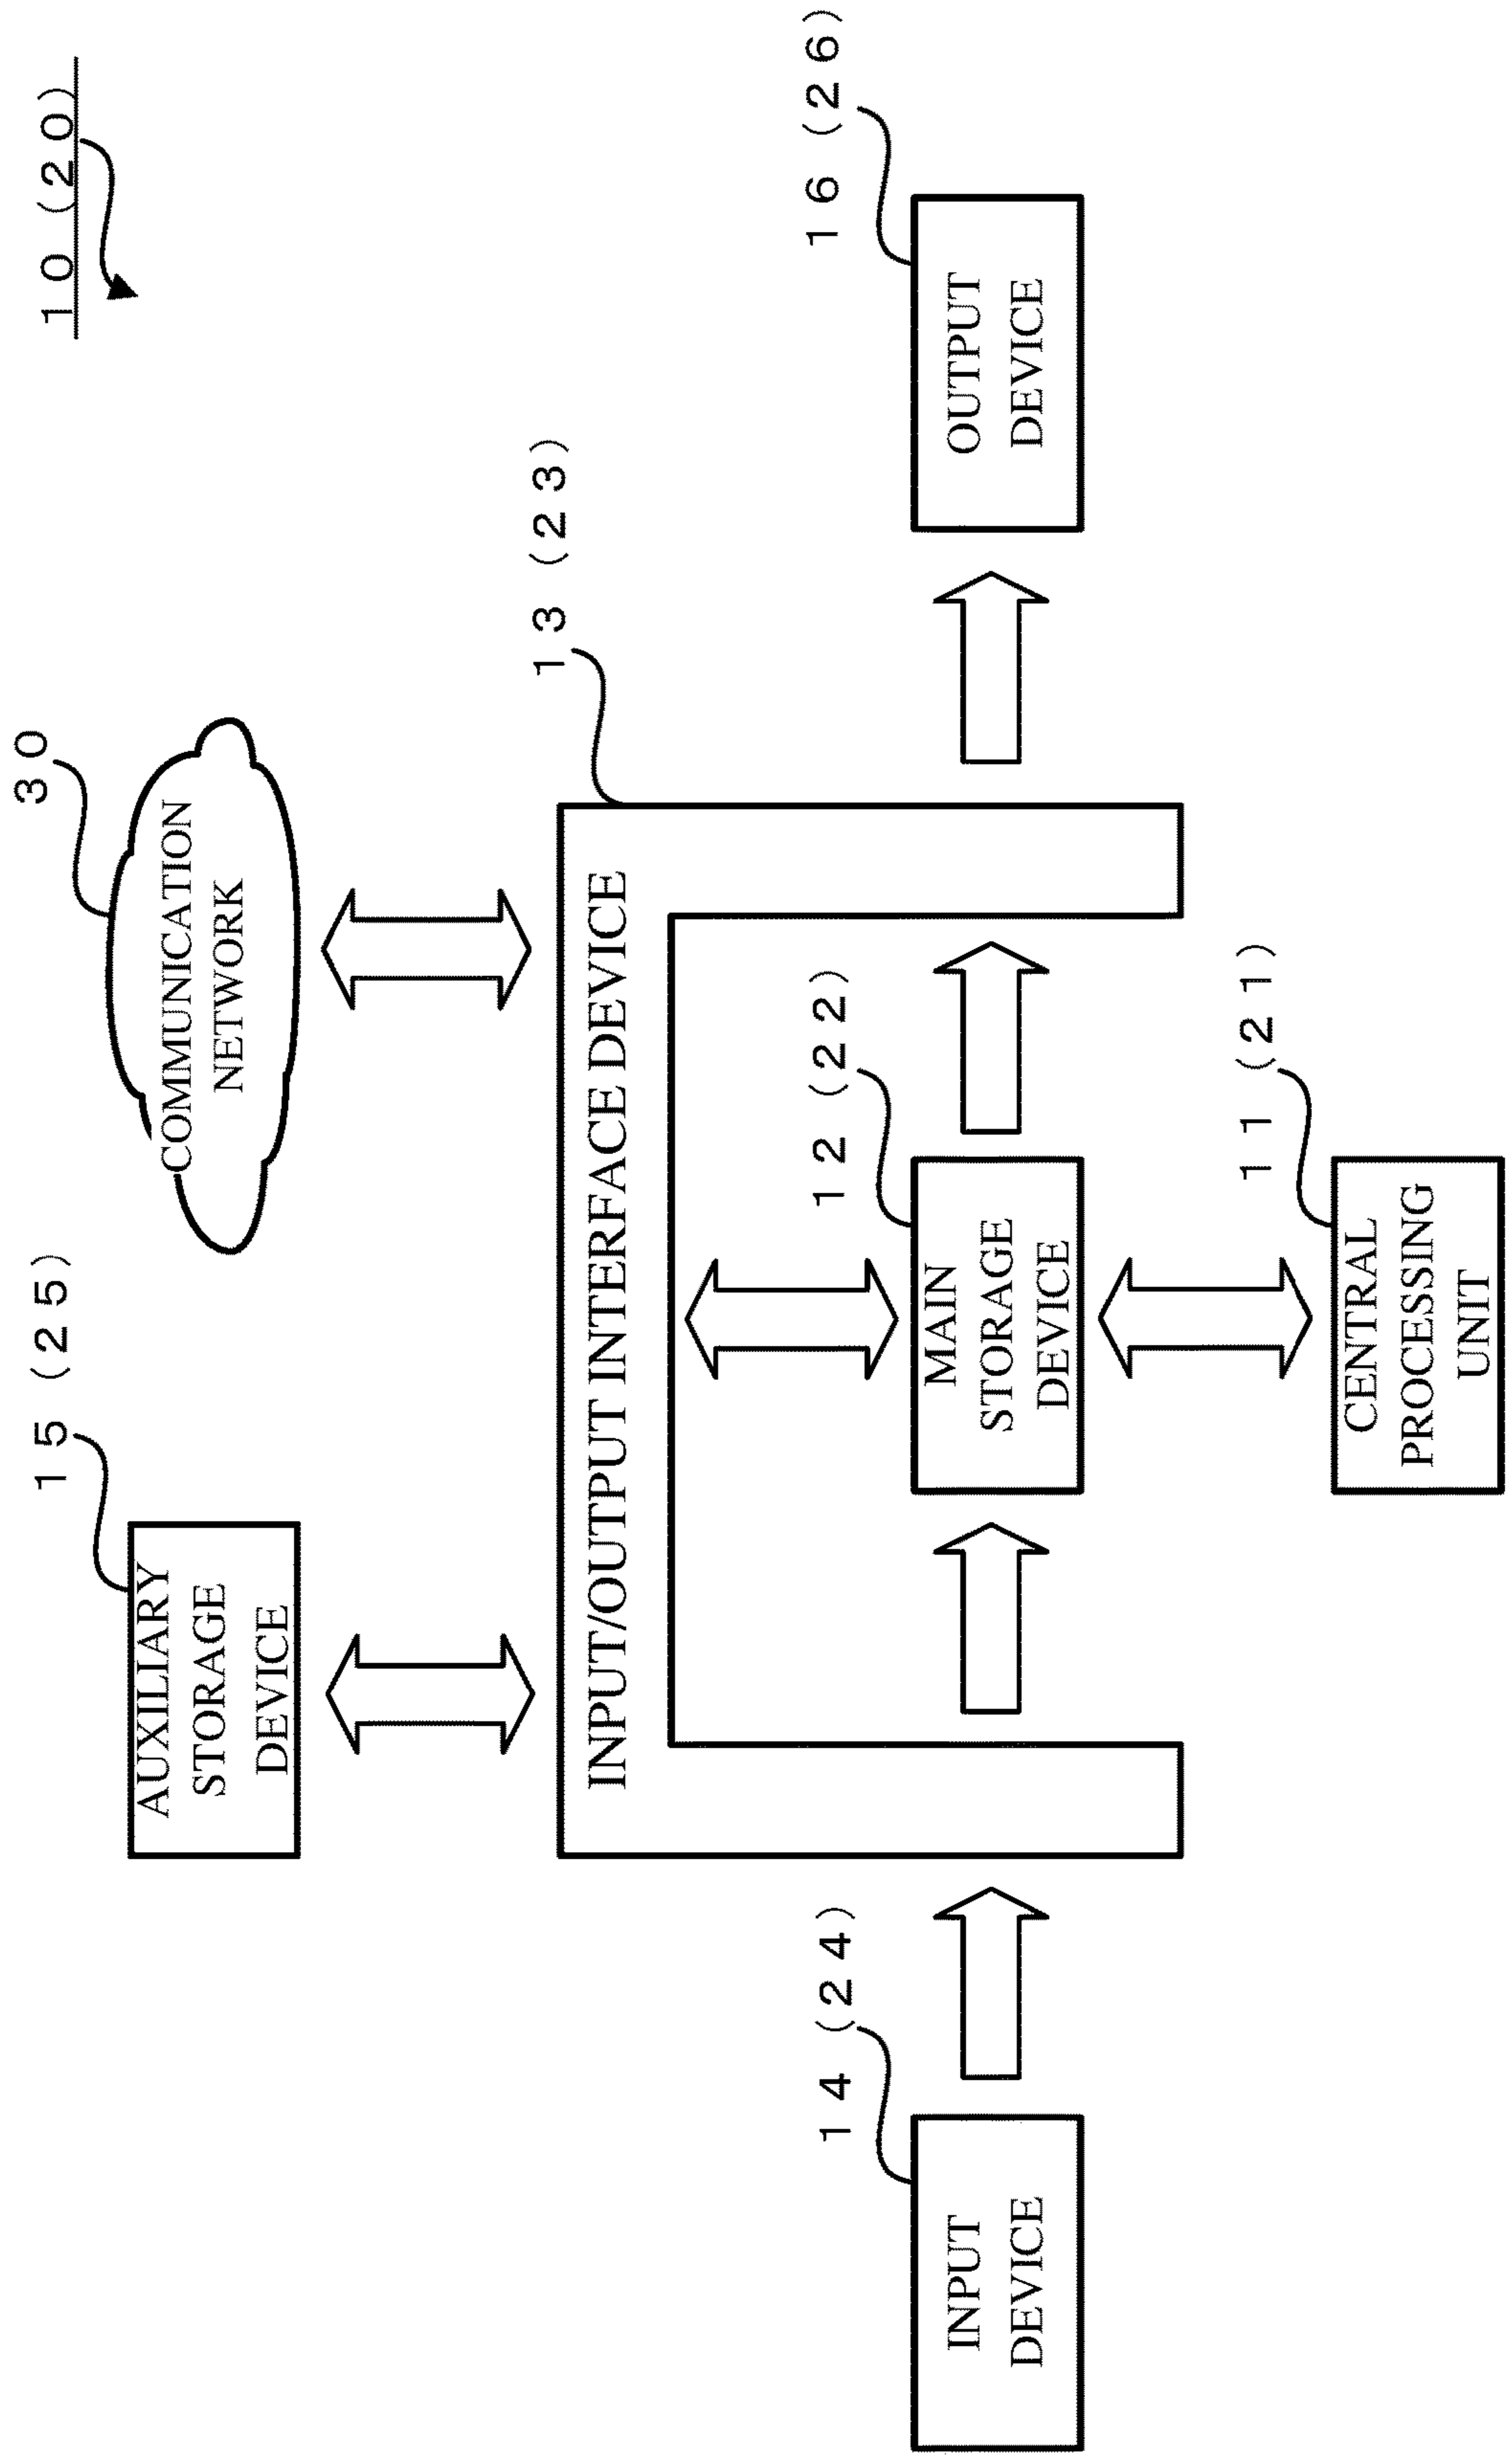 10 (20)
30
COMMUNICATION
NETWORK
15 (25)
AUXILIARY
STORAGE
DEVICE
13 (23)
INPUT/OUTPUT INTERFACE DEVICE
14 (24)
INPUT
DEVICE
12 (22)
MAIN
STORAGE
DEVICE
16 (26)
OUTPUT
DEVICE
11 (21)
CENTRAL
PROCESSING
UNIT